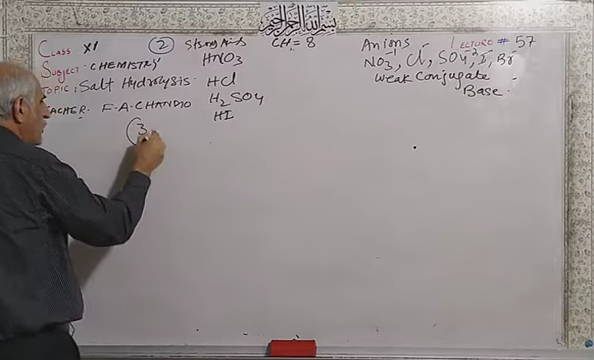 بسم الله الرحمن الرحيم
CLASS XI
SUBJECT: CHEMISTRY
TOPIC: Salt Hydrolysis.
TEACHER. F.A.CHANDIO
② Strong Acids
HNO3
HCl
H2SO4
HI
(3
CH = 8
LECTURE # 57
Anions
NO3⁻, Cl⁻, SO4⁻², I⁻, Br⁻
weak Conjugate
Base.